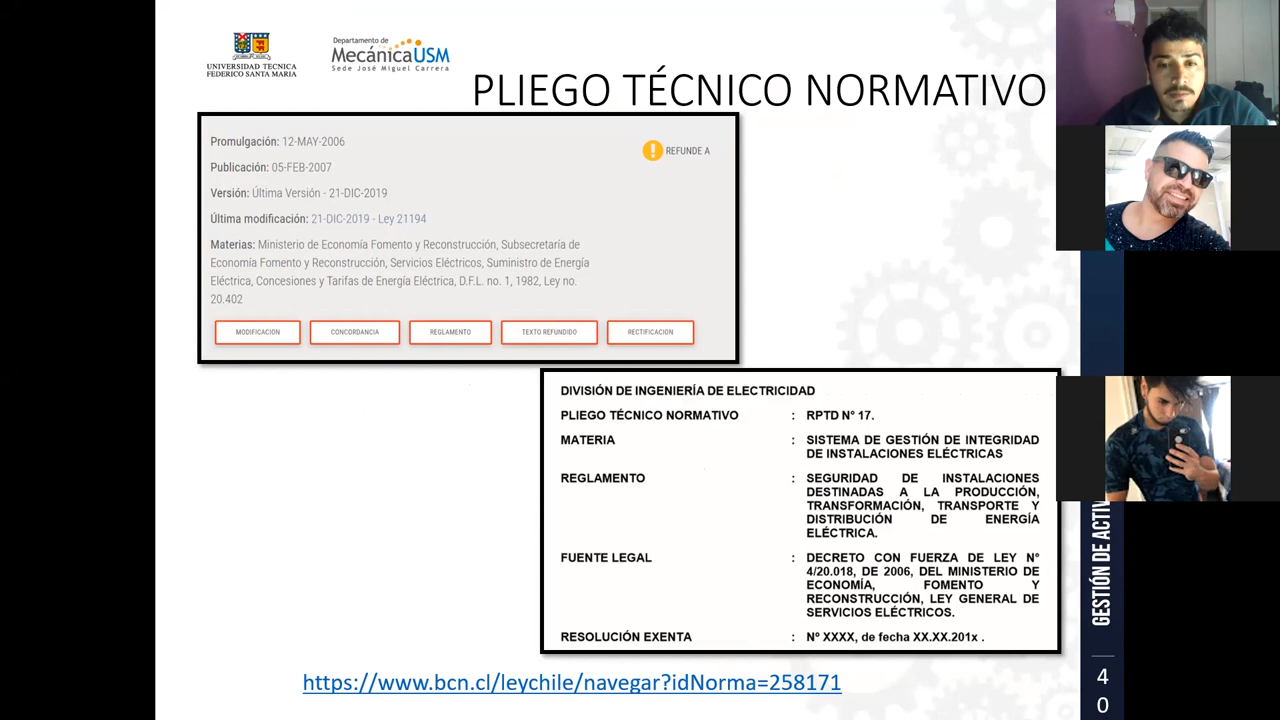 UNIVERSIDAD TECNICA
FEDERICO SANTA MARIA
Departamento de
MecánicaUSM
Sede José Miguel Carrera
PLIEGO TÉCNICO NORMATIVO
Promulgación: 12-MAY-2006
REFUNDE A
Publicación: 05-FEB-2007
Versión: Última Versión - 21-DIC-2019
Última modificación: 21-DIC-2019 - Ley 21194
Materias: Ministerio de Economía Fomento y Reconstrucción, Subsecretaría de
Economía Fomento y Reconstrucción, Servicios Eléctricos, Suministro de Energía
Eléctrica, Concesiones y Tarifas de Energía Eléctrica, D.F.L. no. 1, 1982, Ley no.
20.402
MODIFICACION CONCORDANCIA REGLAMENTO TEXTO REFUNDIDO RECTIFICACION
DIVISIÓN DE INGENIERÍA DE ELECTRICIDAD
PLIEGO TÉCNICO NORMATIVO : RPTD N° 17.
MATERIA : SISTEMA DE GESTIÓN DE INTEGRIDAD
DE INSTALACIONES ELÉCTRICAS
REGLAMENTO : SEGURIDAD DE INSTALACIONES
DESTINADAS A LA PRODUCCIÓN,
TRANSFORMACIÓN, TRANSPORTE Y
DISTRIBUCIÓN DE ENERGÍA
ELÉCTRICA.
FUENTE LEGAL : DECRETO CON FUERZA DE LEY N°
4/20.018, DE 2006, DEL MINISTERIO DE
ECONOMÍA, FOMENTO Y
RECONSTRUCCIÓN, LEY GENERAL DE
SERVICIOS ELÉCTRICOS.
RESOLUCIÓN EXENTA : Nº XXXX, de fecha XX.XX.201x .
https://www.bcn.cl/leychile/navegar?idNorma=258171
GESTIÓN DE
4
0